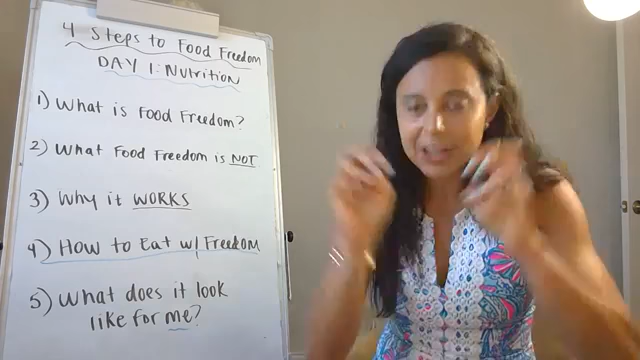 4 Steps to Food Freedom
DAY 1: Nutrition
1) What is Food Freedom?
2) What Food Freedom is NOT
3) Why it WORKS
4) How to Eat w/ Freedom
5) What does it look
like for me?